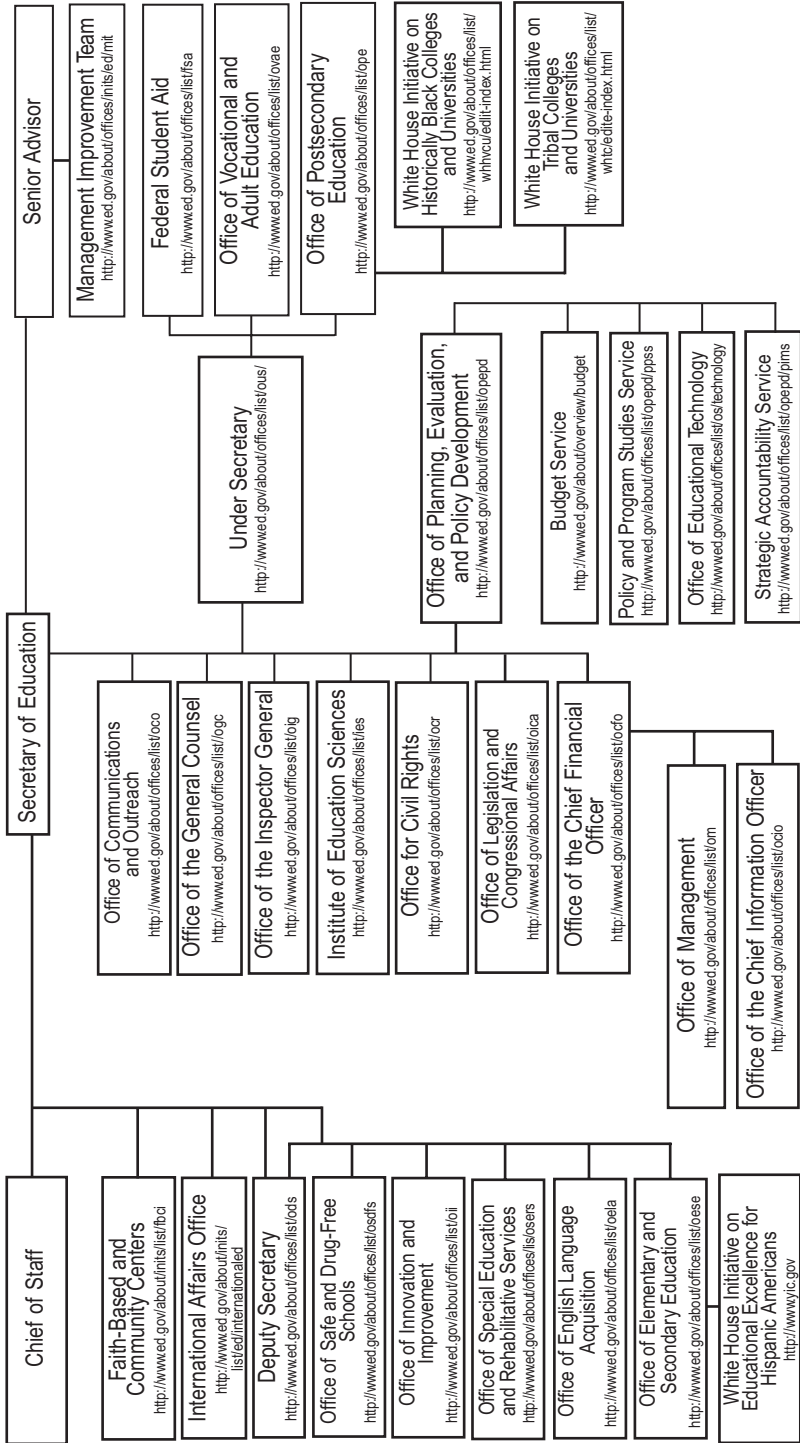 Secretary of Education
Chief of Staff
Faith-Based and
Community Centers
http://www.ed.gov/about/inits/list/fbci
International Affairs Office
http://www.ed.gov/about/inits/
list/ed/internationaled
Deputy Secretary
http://www.ed.gov/about/offices/list/ods
Office of Safe and Drug-Free
Schools
http://www.ed.gov/about/offices/list/osdfs
Office of Innovation and
Improvement
http://www.ed.gov/about/offices/list/oii
Office of Special Education
and Rehabilitative Services
http://www.ed.gov/about/offices/lis/osers
Office of English Language
Acquisition
http://www.ed.gov/about/offices/list/oela
Office of Elementary and
Secondary Education
http://www.ed.gov/about/offices/list/oese
White House Initiative on
Educational Excellence for
Hispanic Americans
http://www.yic.gov
Office of Communications
and Outreach
http://www.ed.gov/about/offices/list/oco
Office of the General Counsel
http://www.ed.gov/about/offices/list//ogc
Office of the Inspector General
http://www.ed.gov/about/offices/list/oig
Institute of Education Sciences
http://www.ed.gov/about/offices/list/ies
Office for Civil Rights
http://www.ed.gov/about/offices/list/ocr
Office of Legislation and
Congressional Affairs
http://www.ed.gov/about/offices/list/oica
Office of the Chief Financial
Officer
http://www.ed.gov/about/offices/list/ocfo
Office of Management
http://www.ed.gov/about/offices/list/om
Office of the Chief Information Officer
http://www.ed.gov/about/offices/list/ocio
Under Secretary
http://www.ed.gov/about/offices/list/ous/
Office of Planning, Evaluation,
and Policy Development
http://www.ed.gov/about/offices/list/opepd
Budget Service
http://www.ed.gov/about/overview/budget
Policy and Program Studies Service
http://www.ed.gov/about/offices/list/opepd/ppss
Office of Educational Technology
http://www.ed.gov/about/offices/list/os/technology
Strategic Accountability Service
http://www.ed.gov/about/offices/list/opepd/pims
Senior Advisor
Management Improvement Team
http://www.ed.gov/about/offices/inits/ed/mit
Federal Student Aid
http://www.ed.gov/about/offices/list/fsa
Office of Vocational and
Adult Education
http://www.ed.gov/about/offices/list/ovae
Office of Postsecondary
Education
http://www.ed.gov/about/offices/list/ope
White House Initiative on
Historically Black Colleges
and Universities
http://www.ed.gov/about/offices/list/
whhvcu/edlit-index.html
White House Initiative on
Tribal Colleges
and Universities
http://www.ed.gov/about/offices/list/
whtc/edite-index.html